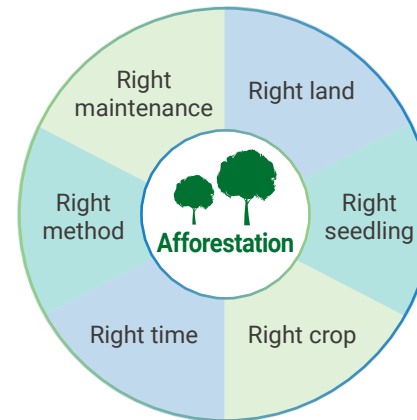 Right
maintenance
Right land
Right
method
Afforestation
Right
seedling
Right time
Right crop